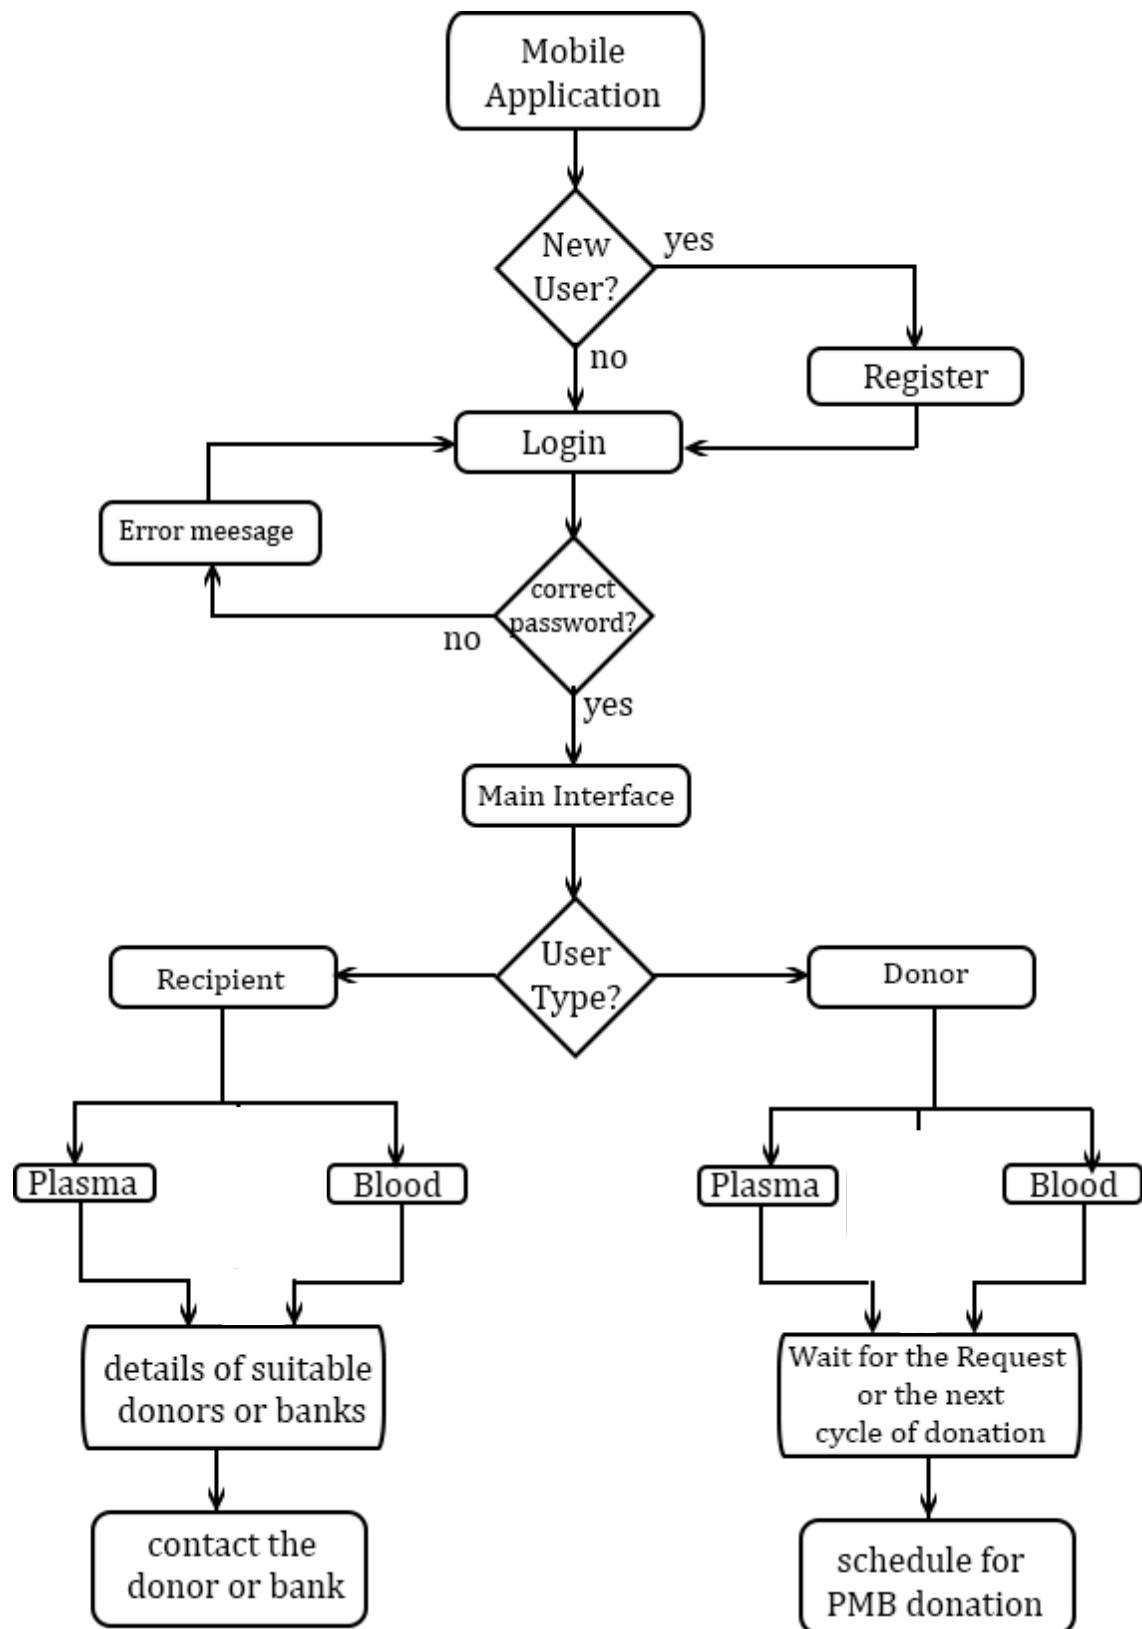 Mobile
Application
New
User?
yes
no
Register
Login
Error meesage
correct
password?
no
yes
Main Interface
User
Type?
Recipient
Donor
Plasma
Blood
Plasma
Blood
details of suitable
donors or banks
Wait for the Request
or the next
cycle of donation
contact the
donor or bank
schedule for
PMB donation